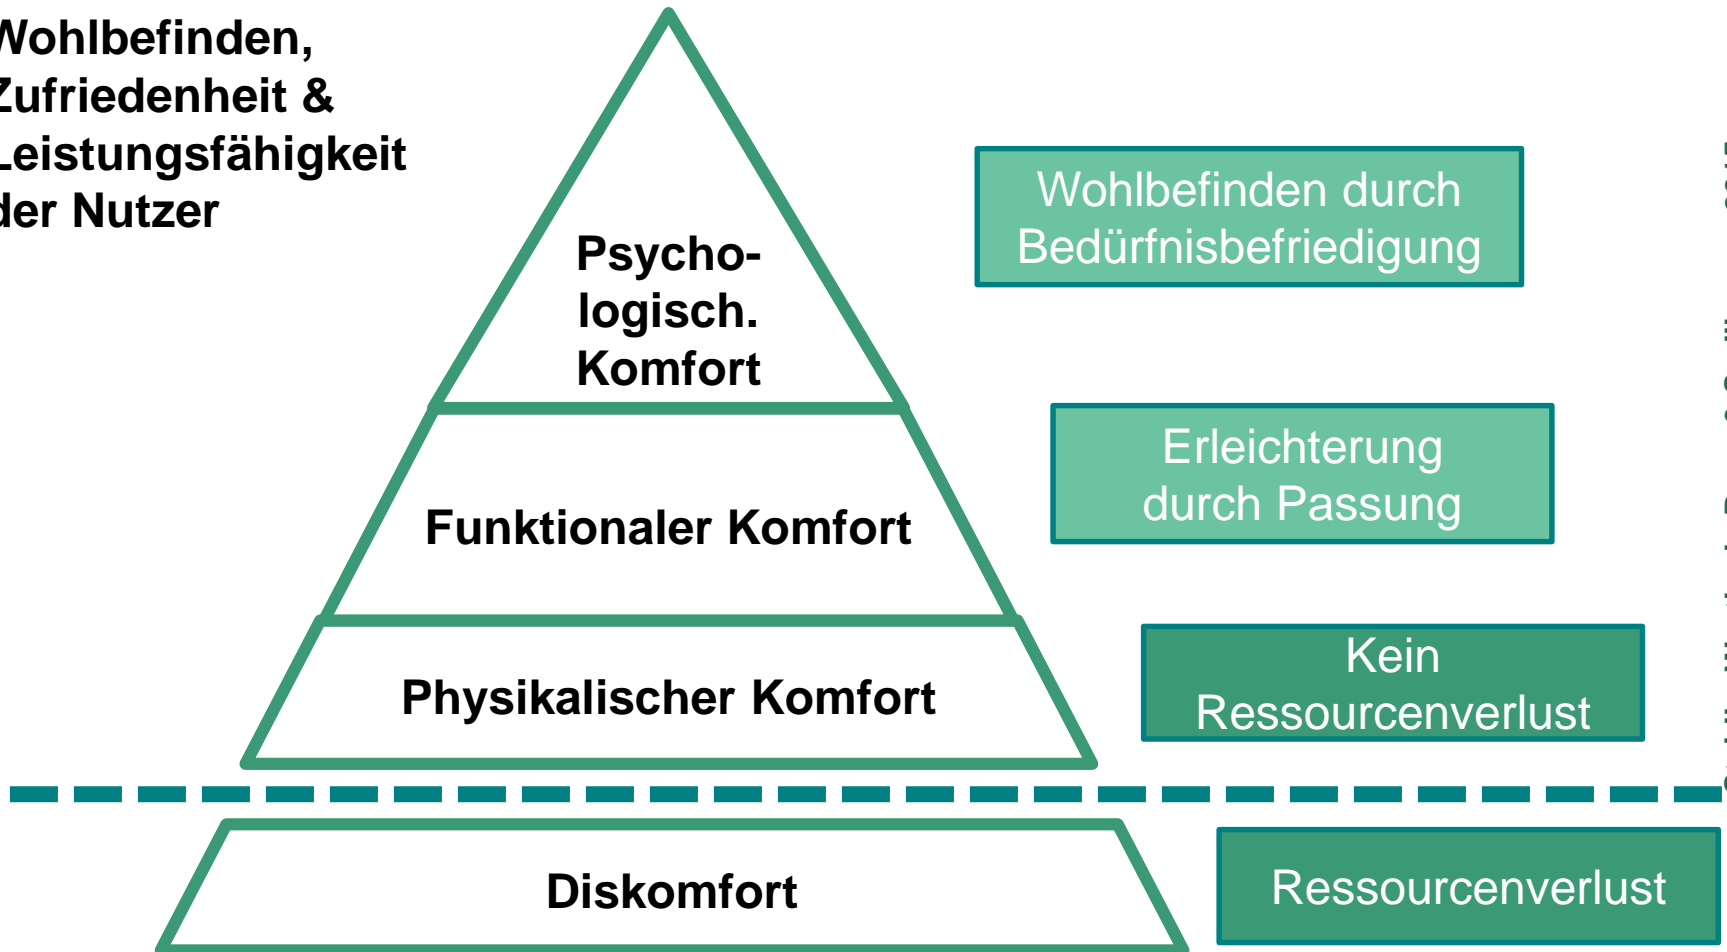 Wohlbefinden,
Zufriedenheit &
Leistungsfähigkeit
der Nutzer
Psycho-
logisch.
Komfort
Wohlbefinden durch
Bedürfnisbefriedigung
Funktionaler Komfort
Erleichterung
durch Passung
Physikalischer Komfort
Kein
Ressourcenverlust
Diskomfort
Ressourcenverlust